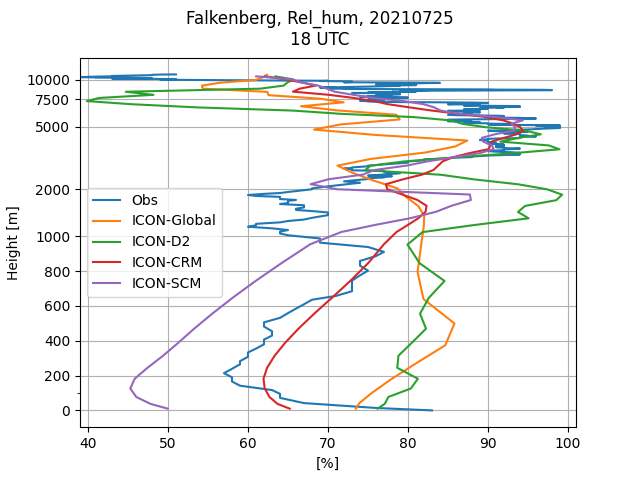 Falkenberg, Rel_hum, 20210725
18 UTC
10000
7500
5000
2000
1000
800
600
400
200
0
Height [m]
Obs
ICON-Global
ICON-D2
ICON-CRM
ICON-SCM
40 50 60 70 80 90 100
[%]